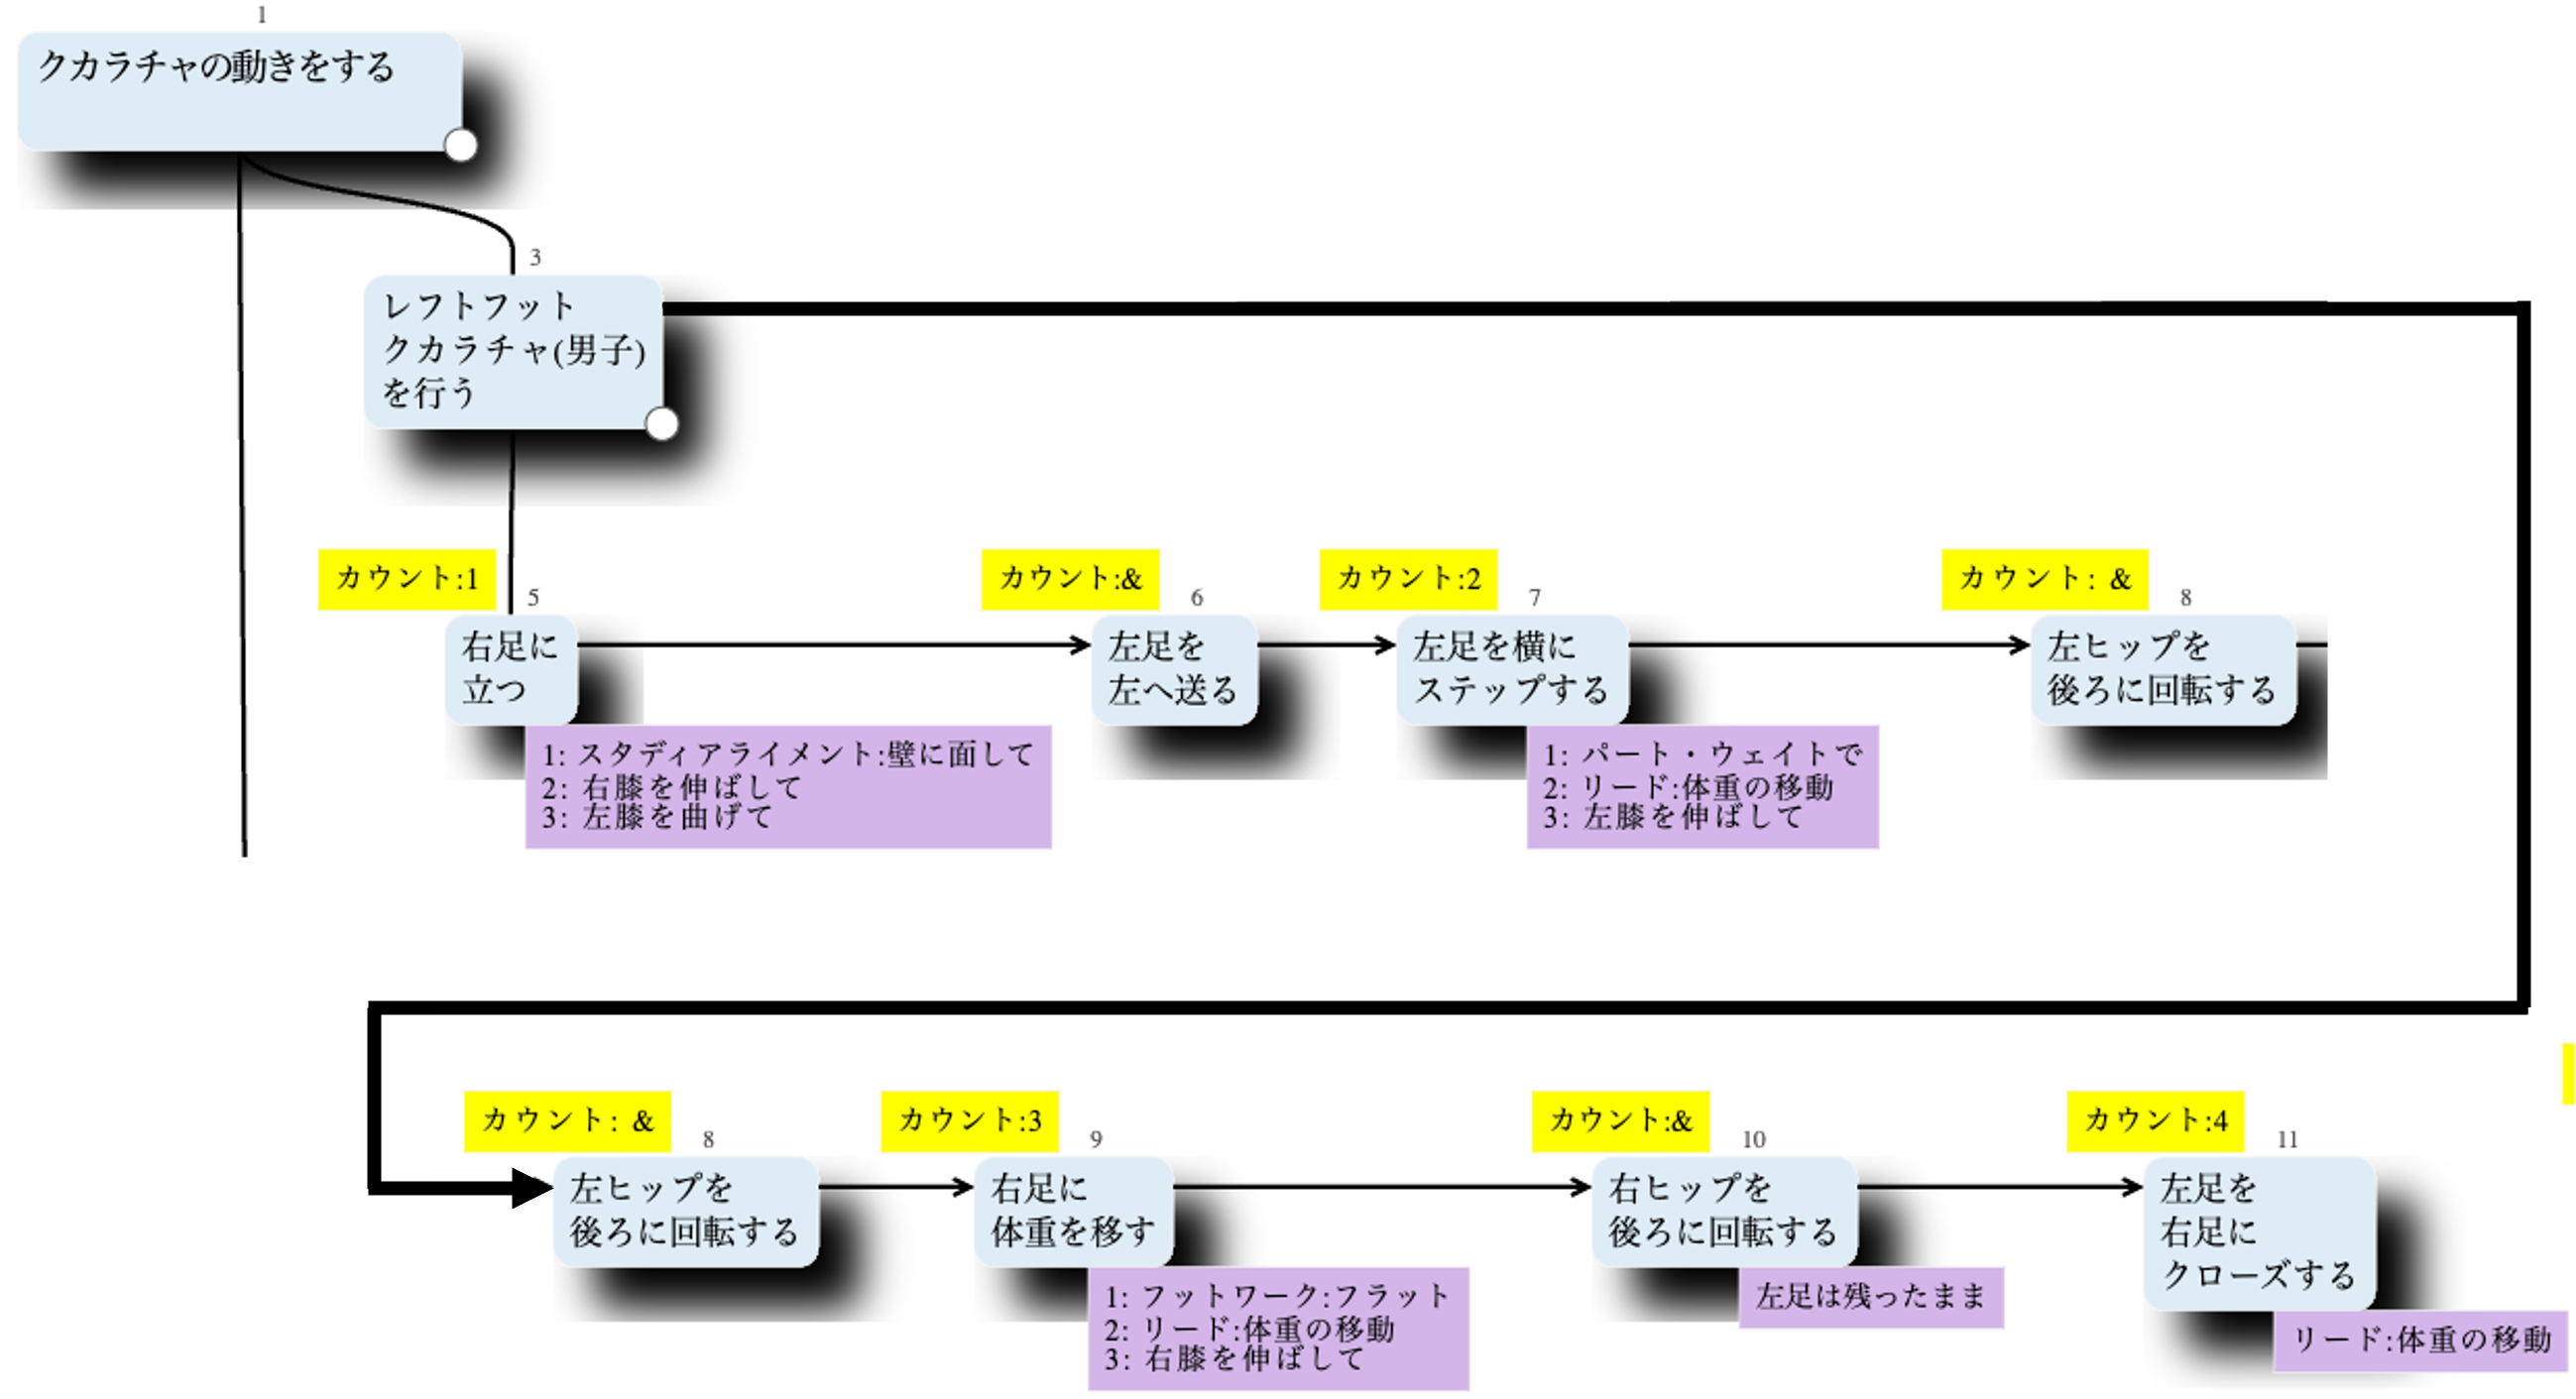 1
クカラチャの動きをする
3
レフトフット
クカラチャ(男子)
を行う
カウント:1
5
右足に
立つ
1: スタディアライメント:壁に面して
2: 右膝を伸ばして
3: 左膝を曲げて
カウント:&
6
左足を
左へ送る
カウント:2
7
左足を横に
ステップする
1: パート・ウェイトで
2: リード:体重の移動
3: 左膝を伸ばして
カウント: &
8
左ヒップを
後ろに回転する
カウント: &
8
左ヒップを
後ろに回転する
カウント:3
9
右足に
体重を移す
1: フットワーク:フラット
2: リード:体重の移動
3: 右膝を伸ばして
カウント:&
10
右ヒップを
後ろに回転する
左足は残ったまま
カウント:4
11
左足を
右足に
クローズする
リード:体重の移動